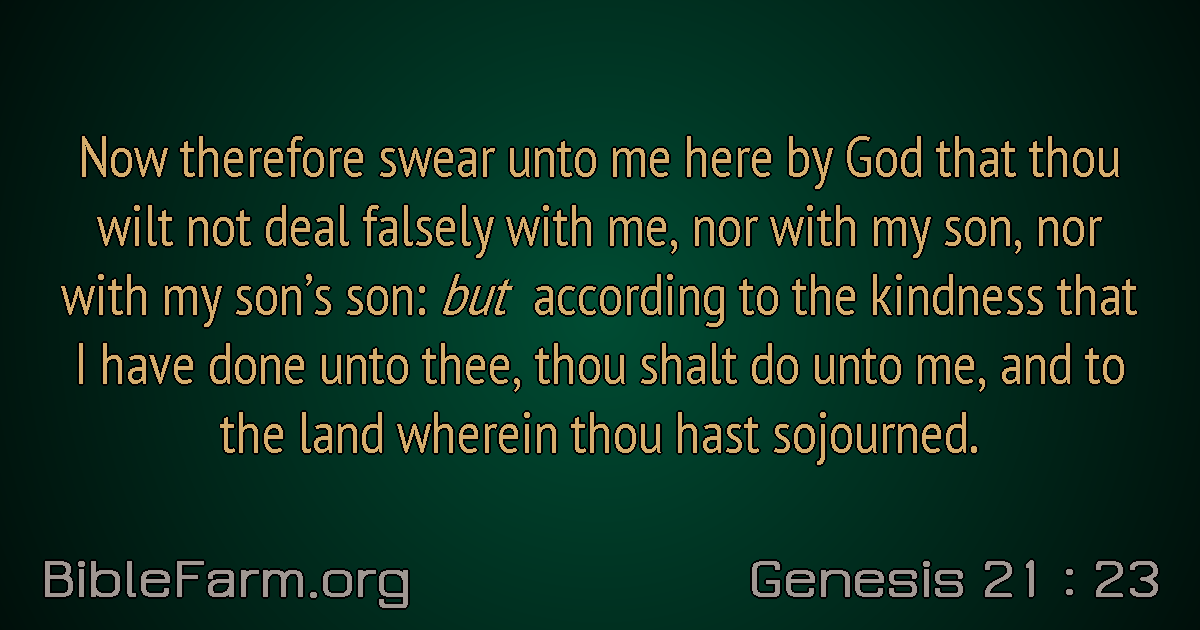 Now therefore swear unto me here by God that thou
wilt not deal falsely with me, nor with my son, nor
with my son’s son: but according to the kindness that
I have done unto thee, thou shalt do unto me, and to
the land wherein thou hast sojourned.
BibleFarm.org
Genesis 21 : 23